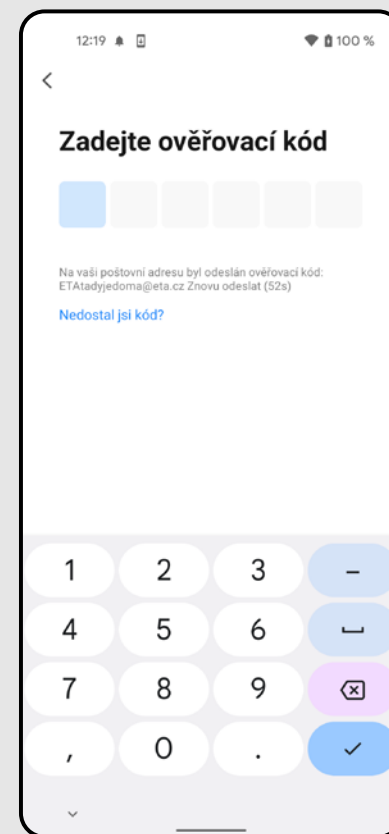 12:19 100 %
Zadejte ověřovací kód
Na vaši poštovní adresu byl odeslán ověřovací kód:
ETAtadyjedoma@eta.cz Znovu odeslat (52s)
Nedostal jsi kód?
1 2 3 –
4 5 6
7 8 9
, 0 .